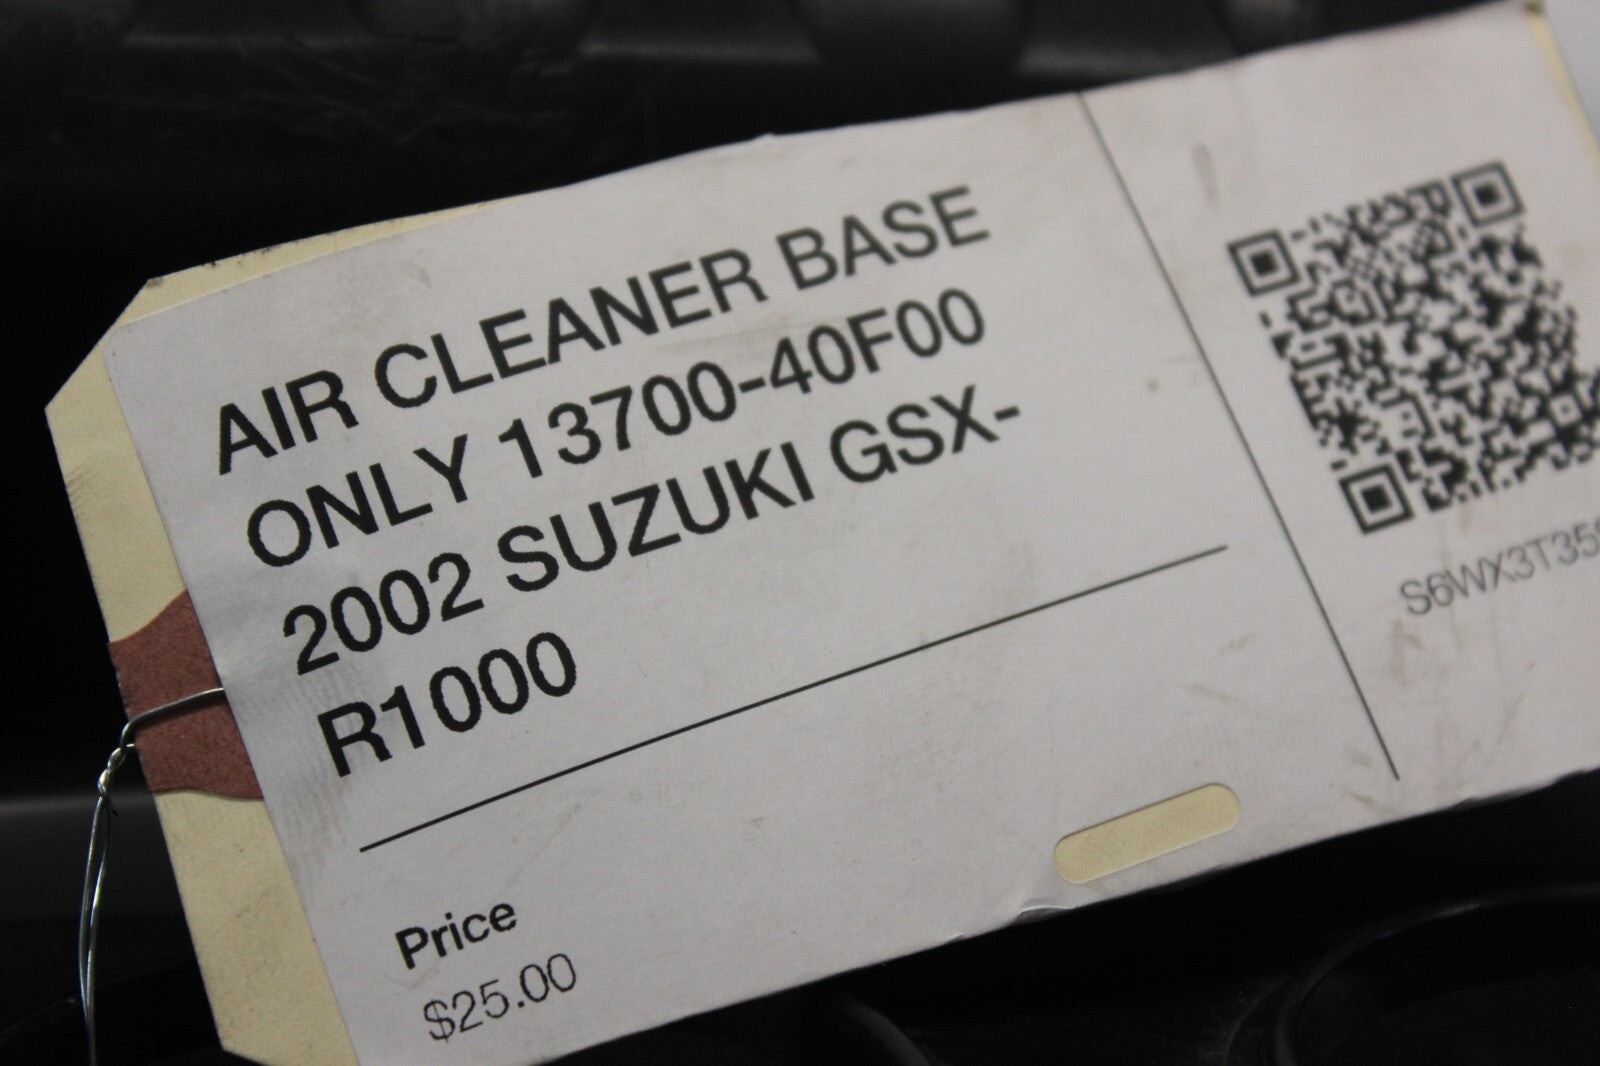 AIR CLEANER BASE
ONLY 13700-40F00
2002 SUZUKI GSX-
R1000
Price
$25.00